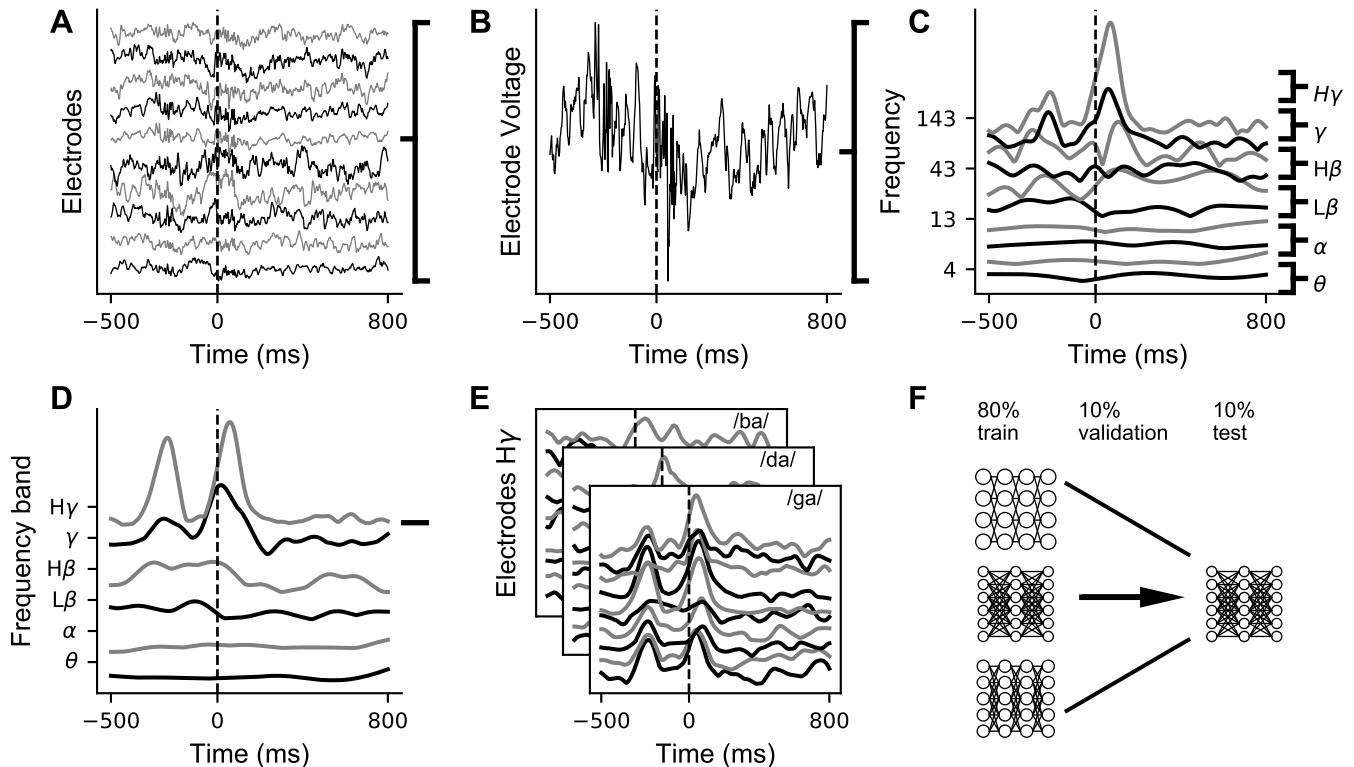 A
Electrodes
−500 0 800
Time (ms)
B
Electrode Voltage
−500 0 800
Time (ms)
C
Frequency
143
43
13
4
Hγ
γ
Hβ
Lβ
α
θ
−500 0 800
Time (ms)
D
Frequency band
Hγ
γ
Hβ
Lβ
α
θ
−500 0 800
Time (ms)
E
Electrodes Hγ
/ba/
/da/
/ga/
−500 0 800
Time (ms)
F
80% 10% 10%
train validation test